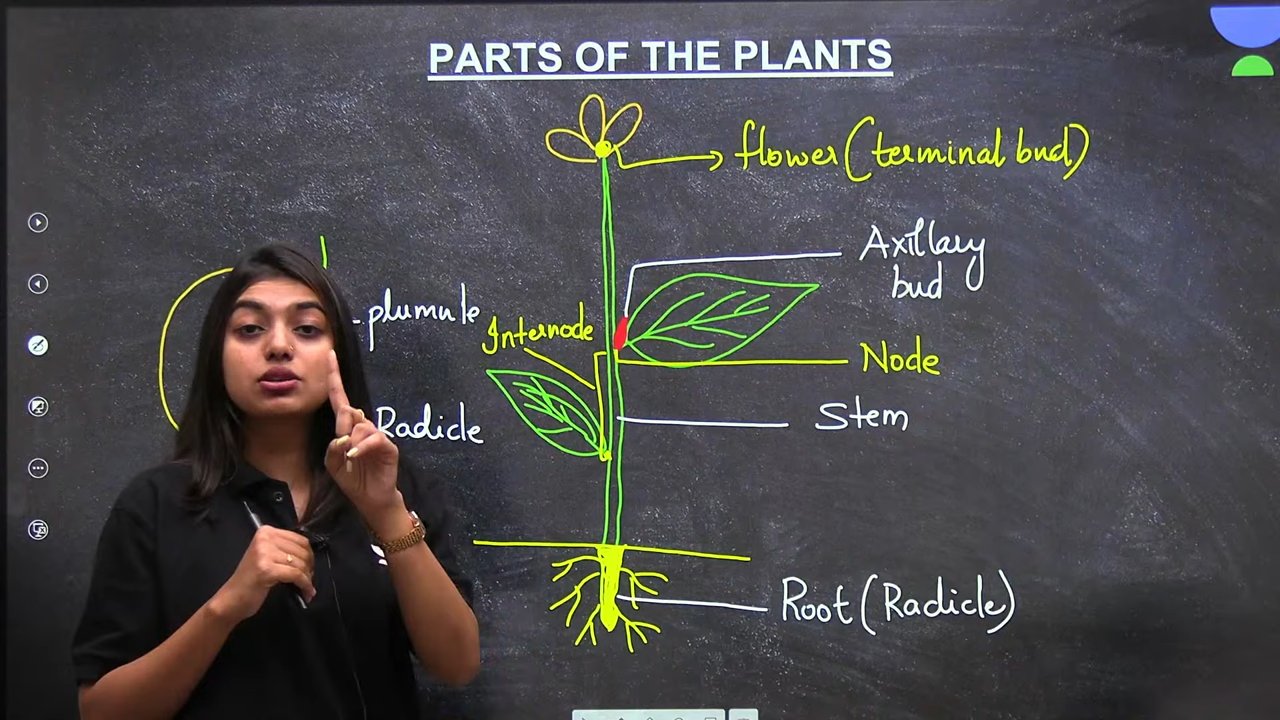 PARTS OF THE PLANTS
flower (terminal bud)
Axillary
bud
plumule
Internode
Node
Radicle
Stem
Root (Radicle)